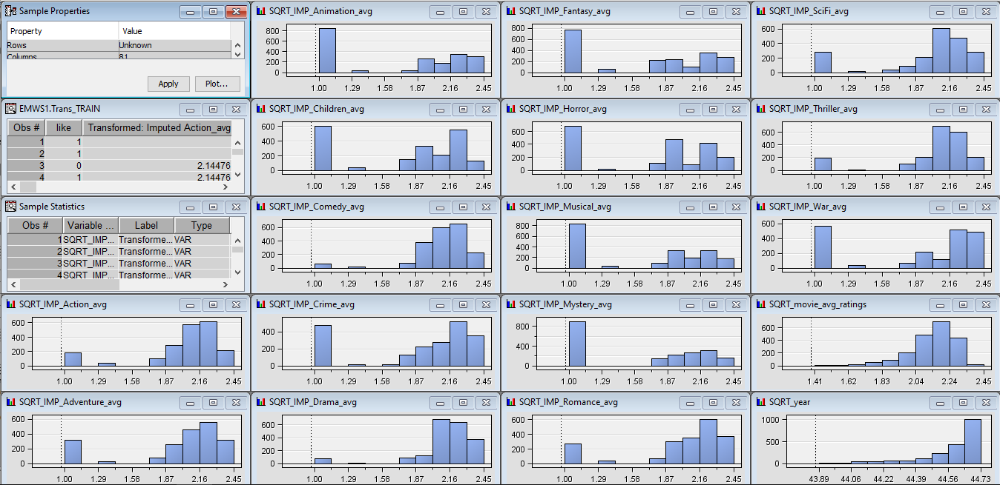 Sample Properties
Property Value
Rows Unknown
Columns 81
Apply Plot...
EMWS1.Trans_TRAIN
Obs # like Transformed: Imputed Action_avg
1 1
2 1
3 0 2.14476
4 1 2.14476
Sample Statistics
Obs # Variable ... Label Type
1 SQRT_IMP... Transforme... VAR
2 SQRT_IMP... Transforme... VAR
3 SQRT_IMP... Transforme... VAR
4 SQRT_IMP... Transforme... VAR
SQRT_IMP_Action_avg
600
400
200
0
1.00 1.29 1.58 1.87 2.16 2.45
SQRT_IMP_Adventure_avg
600
400
200
0
1.00 1.29 1.58 1.87 2.16 2.45
SQRT_IMP_Animation_avg
800
600
400
200
0
1.00 1.29 1.58 1.87 2.16 2.45
SQRT_IMP_Children_avg
600
400
200
0
1.00 1.29 1.58 1.87 2.16 2.45
SQRT_IMP_Comedy_avg
600
400
200
0
1.00 1.29 1.58 1.87 2.16 2.45
SQRT_IMP_Crime_avg
400
200
0
1.00 1.29 1.58 1.87 2.16 2.45
SQRT_IMP_Drama_avg
600
400
200
0
1.00 1.29 1.58 1.87 2.16 2.45
SQRT_IMP_Fantasy_avg
800
600
400
200
0
1.00 1.29 1.58 1.87 2.16 2.45
SQRT_IMP_Horror_avg
600
400
200
0
1.00 1.29 1.58 1.87 2.16 2.45
SQRT_IMP_Musical_avg
800
600
400
200
0
1.00 1.29 1.58 1.87 2.16 2.45
SQRT_IMP_Mystery_avg
800
400
0
1.00 1.29 1.58 1.87 2.16 2.45
SQRT_IMP_Romance_avg
600
400
200
0
1.00 1.29 1.58 1.87 2.16 2.45
SQRT_IMP_SciFi_avg
600
400
200
0
1.00 1.29 1.58 1.87 2.16 2.45
SQRT_IMP_Thriller_avg
600
400
200
0
1.00 1.29 1.58 1.87 2.16 2.45
SQRT_IMP_War_avg
600
400
200
0
1.00 1.29 1.58 1.87 2.16 2.45
SQRT_movie_avg_ratings
600
400
200
0
1.41 1.62 1.83 2.04 2.24 2.45
SQRT_year
1000
500
0
43.89 44.06 44.22 44.39 44.56 44.73